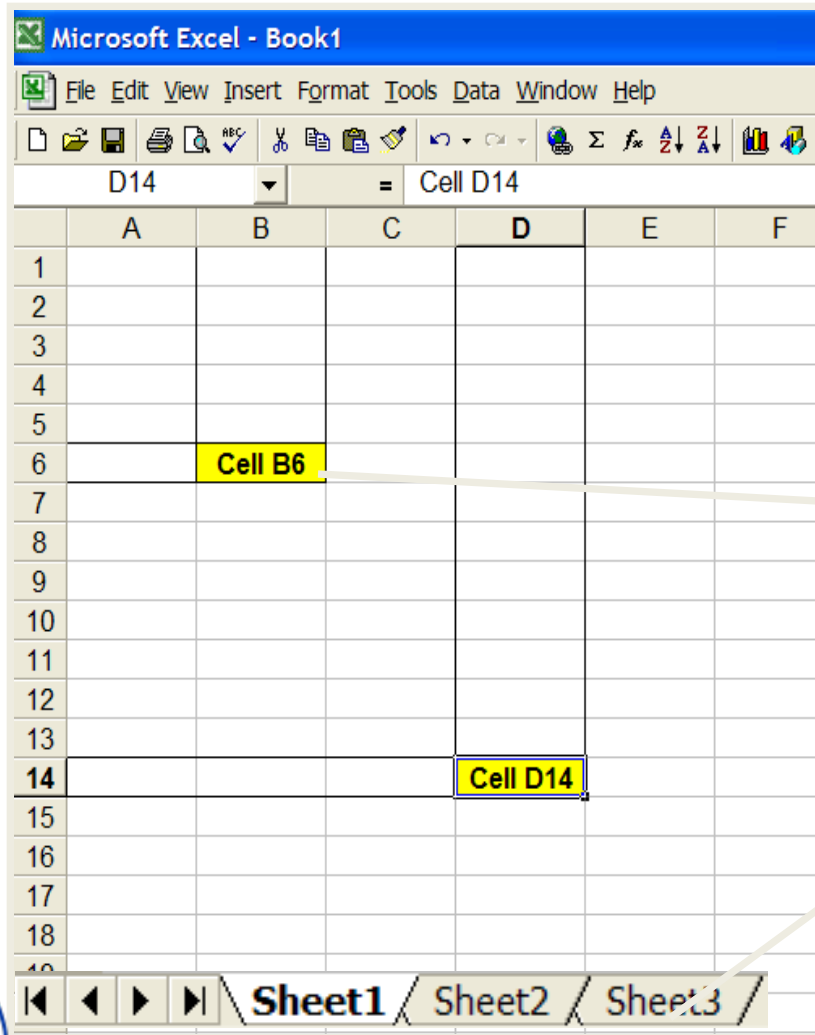 Microsoft Excel - Book1
File Edit View Insert Format Tools Data Window Help
D14 = Cell D14
A B C D E F
1
2
3
4
5
6 Cell B6
7
8
9
10
11
12
13
14 Cell D14
15
16
17
18
Sheet1 Sheet2 Sheet3